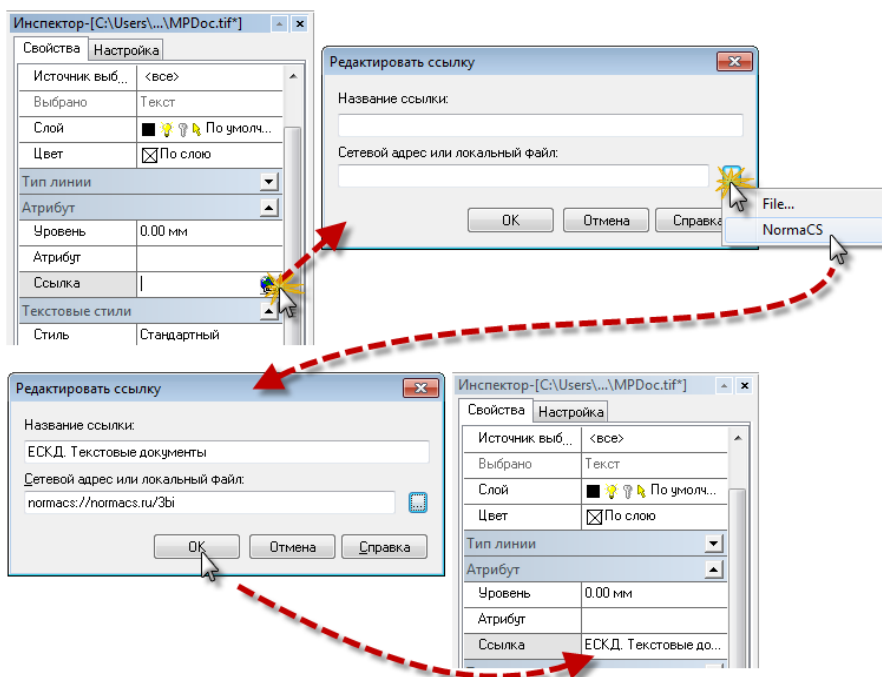 Инспектор-[C:\Users\...\MPDoc.tif*]
Свойства Настройка
Источник выб... <все>
Выбрано Текст
Слой По умолч...
Цвет По слою
Тип линии
Атрибут
Уровень 0.00 мм
Атрибут
Ссылка
Текстовые стили
Стиль Стандартный
Редактировать ссылку
Название ссылки:
Сетевой адрес или локальный файл:
OK Отмена Справка
File...
NormaCS
Редактировать ссылку
Название ссылки:
ЕСКД. Текстовые документы
Сетевой адрес или локальный файл:
normacs://normacs.ru/3bi
...
OK Отмена Справка
Инспектор-[C:\Users\...\MPDoc.tif*]
Свойства Настройка
Источник выб... <все>
Выбрано Текст
Слой По умолч...
Цвет По слою
Тип линии
Атрибут
Уровень 0.00 мм
Атрибут
Ссылка ЕСКД. Текстовые до...